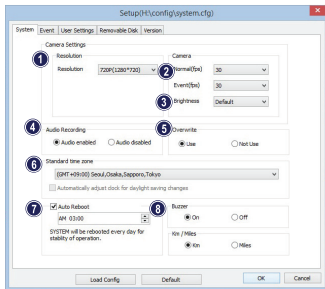 Setup(H:\config\system.cfg)
System Event User Settings Removable Disk Version
Camera Settings
1 Resolution
Resolution 720P(1280*720)
Camera
2 Normal(fps) 30
Event(fps) 30
3 Brightness Default
4 Audio Recording
Audio enabled Audio disabled
5 Overwrite
Use Not Use
6 Standard time zone
(GMT+09:00) Seoul,Osaka,Sapporo,Tokyo
Automatically adjust clock for daylight saving changes
7 Auto Reboot
AM 03:00
SYSTEM will be rebooted every day for
stability of operation.
8 Buzzer
On Off
Km / Miles
Km Miles
Load Config Default OK Cancel